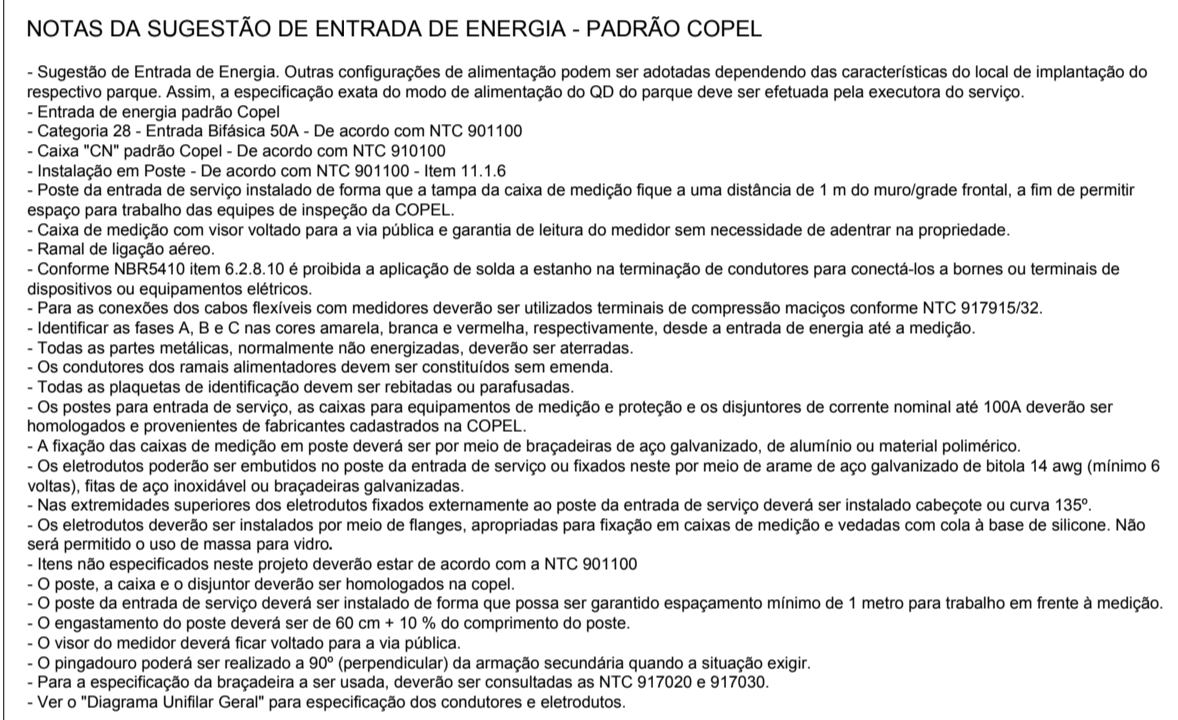 NOTAS DA SUGESTÃO DE ENTRADA DE ENERGIA - PADRÃO COPEL
- Sugestão de Entrada de Energia. Outras configurações de alimentação podem ser adotadas dependendo das características do local de implantação do
respectivo parque. Assim, a especificação exata do modo de alimentação do QD do parque deve ser efetuada pela executora do serviço.
- Entrada de energia padrão Copel
- Categoria 28 - Entrada Bifásica 50A - De acordo com NTC 901100
- Caixa "CN" padrão Copel - De acordo com NTC 910100
- Instalação em Poste - De acordo com NTC 901100 - Item 11.1.6
- Poste da entrada de serviço instalado de forma que a tampa da caixa de medição fique a uma distância de 1 m do muro/grade frontal, a fim de permitir
espaço para trabalho das equipes de inspeção da COPEL.
- Caixa de medição com visor voltado para a via pública e garantia de leitura do medidor sem necessidade de adentrar na propriedade.
- Ramal de ligação aéreo.
- Conforme NBR5410 item 6.2.8.10 é proibida a aplicação de solda a estanho na terminação de condutores para conectá-los a bornes ou terminais de
dispositivos ou equipamentos elétricos.
- Para as conexões dos cabos flexíveis com medidores deverão ser utilizados terminais de compressão maciços conforme NTC 917915/32.
- Identificar as fases A, B e C nas cores amarela, branca e vermelha, respectivamente, desde a entrada de energia até a medição.
- Todas as partes metálicas, normalmente não energizadas, deverão ser aterradas.
- Os condutores dos ramais alimentadores devem ser constituídos sem emenda.
- Todas as plaquetas de identificação devem ser rebitadas ou parafusadas.
- Os postes para entrada de serviço, as caixas para equipamentos de medição e proteção e os disjuntores de corrente nominal até 100A deverão ser
homologados e provenientes de fabricantes cadastrados na COPEL.
- A fixação das caixas de medição em poste deverá ser por meio de braçadeiras de aço galvanizado, de alumínio ou material polimérico.
- Os eletrodutos poderão ser embutidos no poste da entrada de serviço ou fixados neste por meio de arame de aço galvanizado de bitola 14 awg (mínimo 6
voltas), fitas de aço inoxidável ou braçadeiras galvanizadas.
- Nas extremidades superiores dos eletrodutos fixados externamente ao poste da entrada de serviço deverá ser instalado cabeçote ou curva 135º.
- Os eletrodutos deverão ser instalados por meio de flanges, apropriadas para fixação em caixas de medição e vedadas com cola à base de silicone. Não
será permitido o uso de massa para vidro.
- Itens não especificados neste projeto deverão estar de acordo com a NTC 901100
- O poste, a caixa e o disjuntor deverão ser homologados na copel.
- O poste da entrada de serviço deverá ser instalado de forma que possa ser garantido espaçamento mínimo de 1 metro para trabalho em frente à medição.
- O engastamento do poste deverá ser de 60 cm + 10 % do comprimento do poste.
- O visor do medidor deverá ficar voltado para a via pública.
- O pingadouro poderá ser realizado a 90º (perpendicular) da armação secundária quando a situação exigir.
- Para a especificação da braçadeira a ser usada, deverão ser consultadas as NTC 917020 e 917030.
- Ver o "Diagrama Unifilar Geral" para especificação dos condutores e eletrodutos.